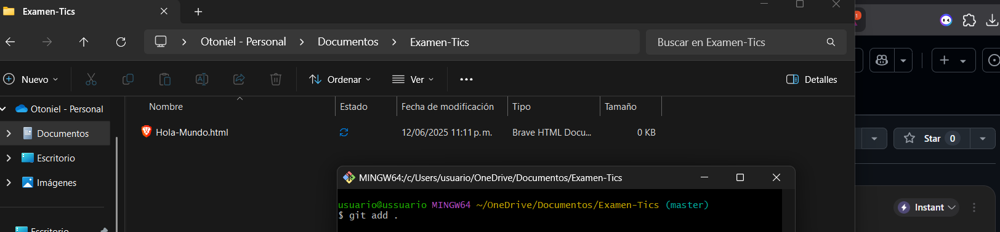 Examen-Tics
Otoniel - Personal > Documentos > Examen-Tics
Buscar en Examen-Tics
Nuevo
Ordenar
Ver
Detalles
Otoniel - Personal
Documentos
Escritorio
Imágenes
Escritorio
Nombre Estado Fecha de modificación Tipo Tamaño
Hola-Mundo.html 12/06/2025 11:11 p. m. Brave HTML Docu... 0 KB
MINGW64:/c/Users/usuario/OneDrive/Documentos/Examen-Tics
usuario@ussuario MINGW64 ~/OneDrive/Documentos/Examen-Tics (master)
$ git add .
1
Star 0
Instant